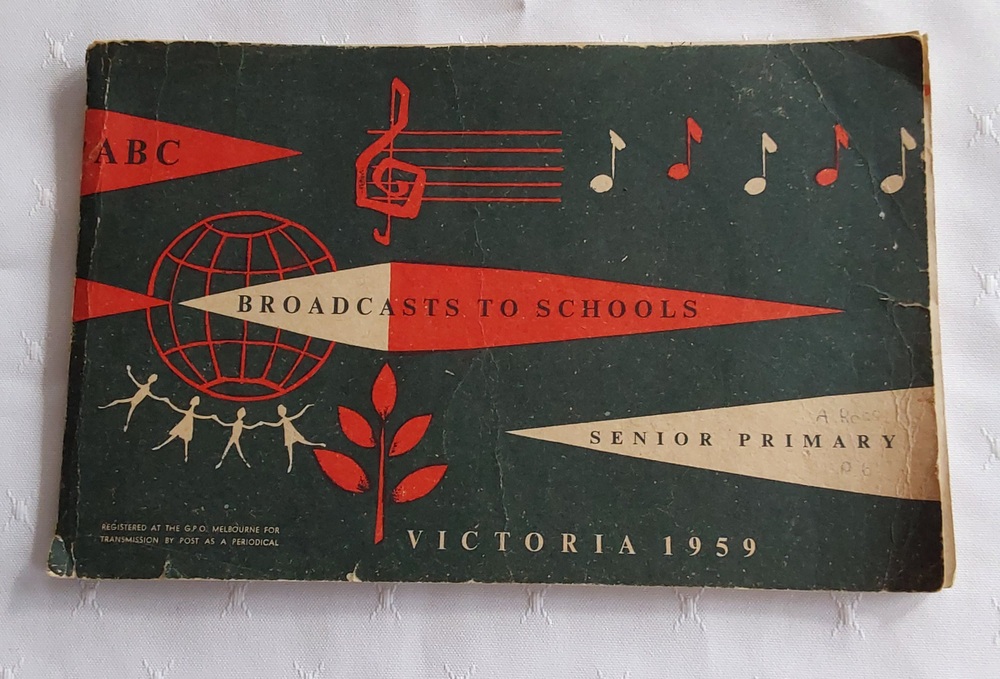 ABC
BROADCASTS TO SCHOOLS
SENIOR PRIMARY
REGISTERED AT THE G.P.O. MELBOURNE FOR
TRANSMISSION BY POST AS A PERIODICAL
VICTORIA 1959